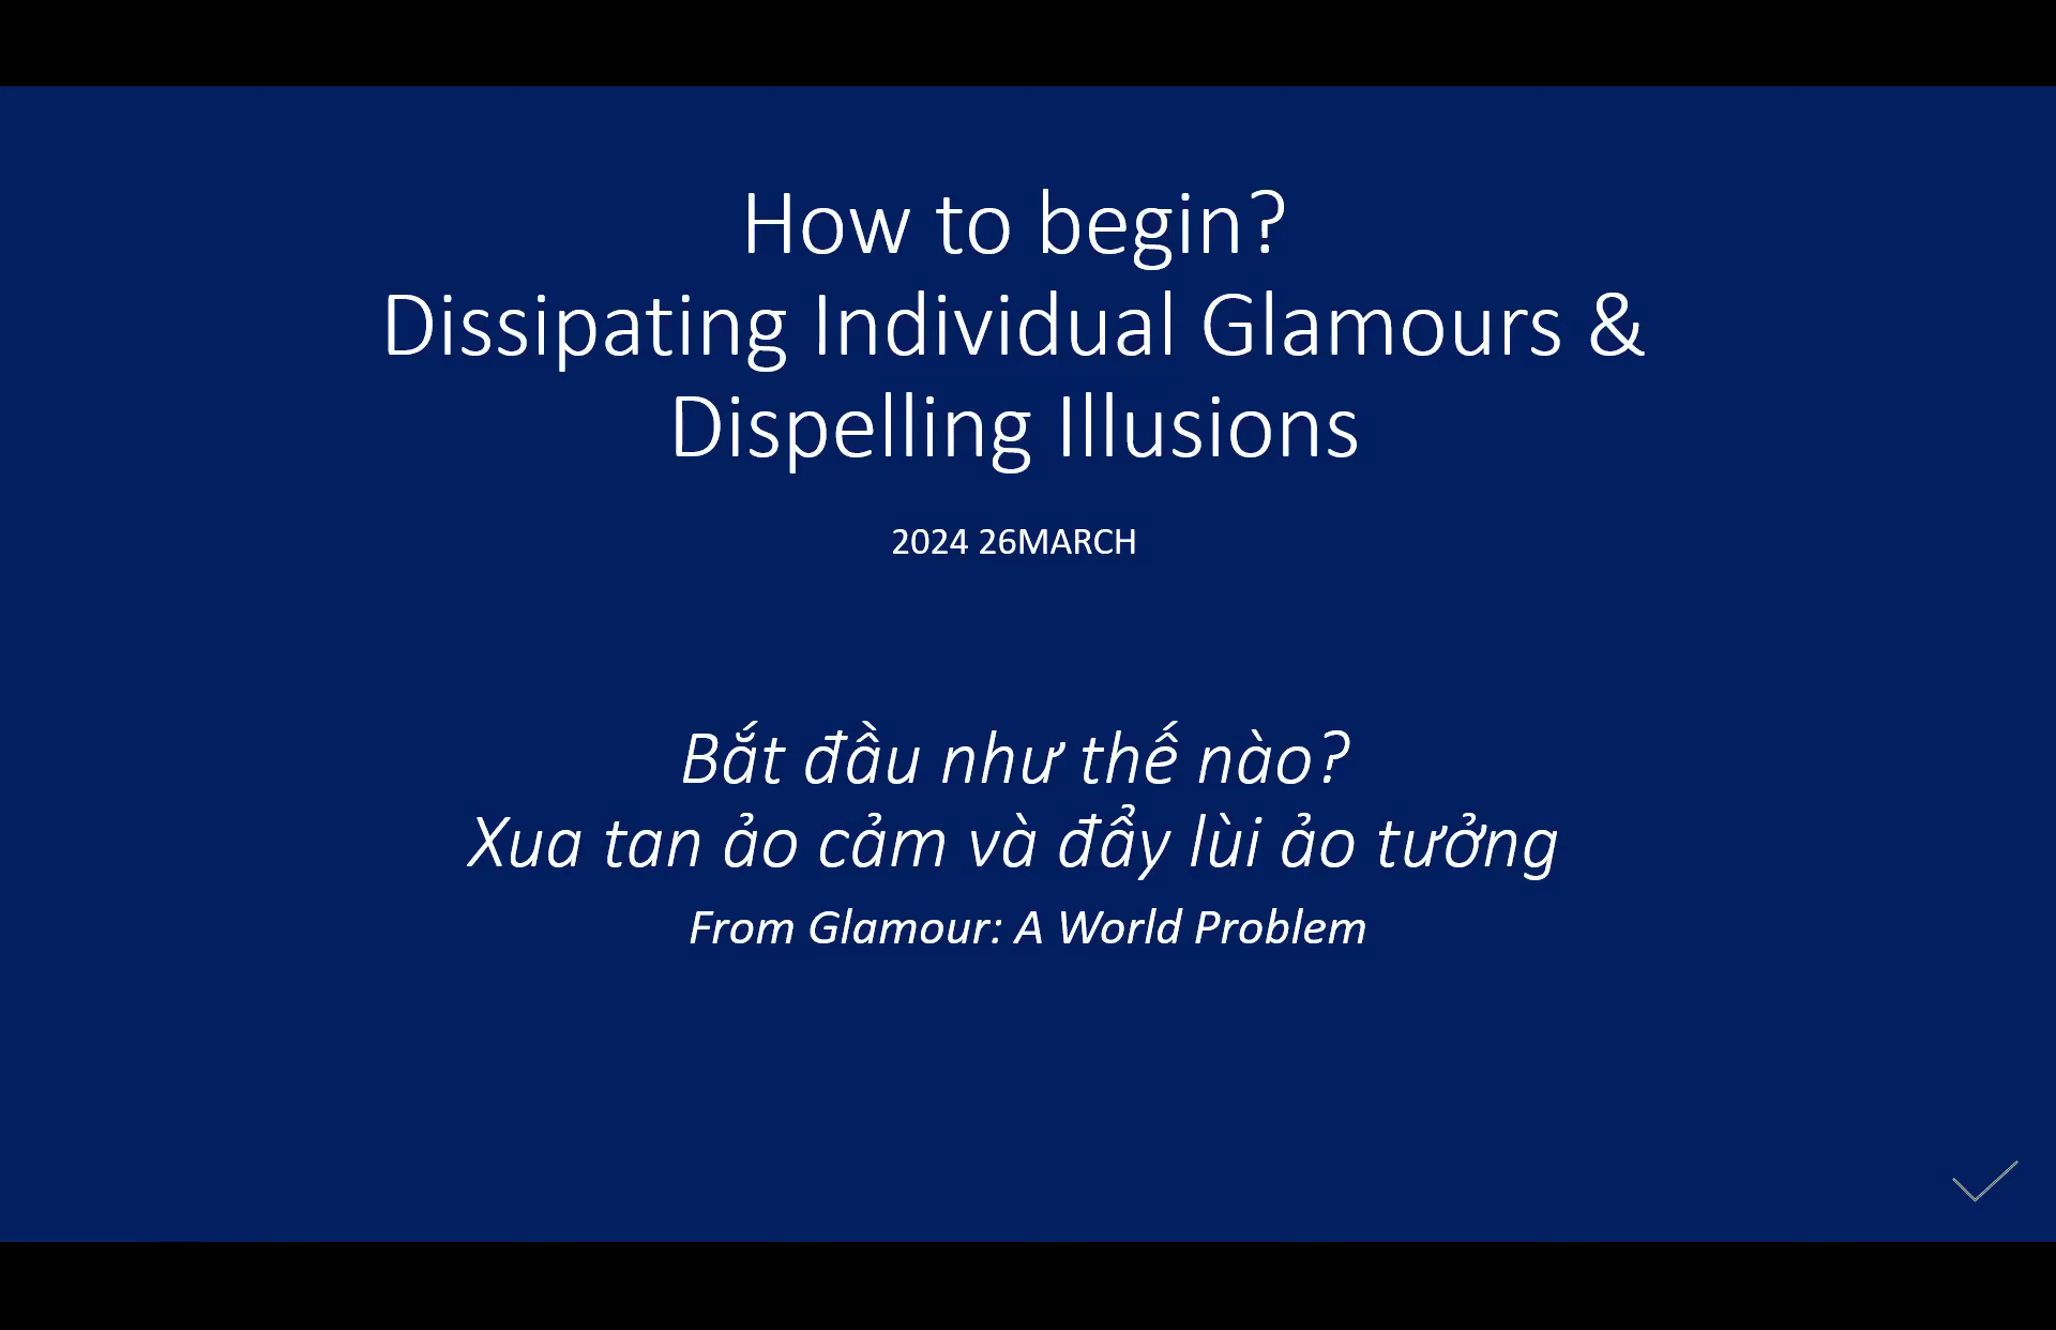 How to begin?
Dissipating Individual Glamours &
Dispelling Illusions
2024 26MARCH
Bắt đầu như thế nào?
Xua tan ảo cảm và đẩy lùi ảo tưởng
From Glamour: A World Problem